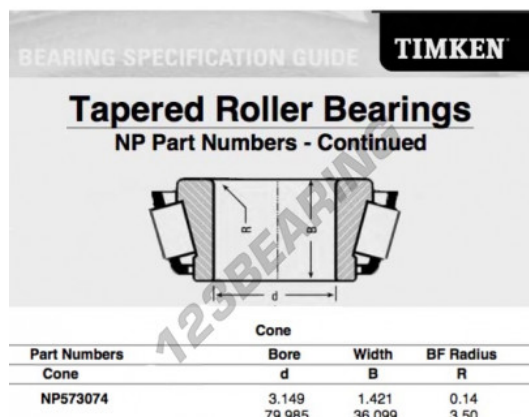 BEARING SPECIFICATION GUIDE
TIMKEN
Tapered Roller Bearings
NP Part Numbers - Continued
R
B
d
123BEARING
Cone
Part Numbers Bore Width BF Radius
Cone d B R
NP573074 3.149 1.421 0.14
79.985 36.099 3.50